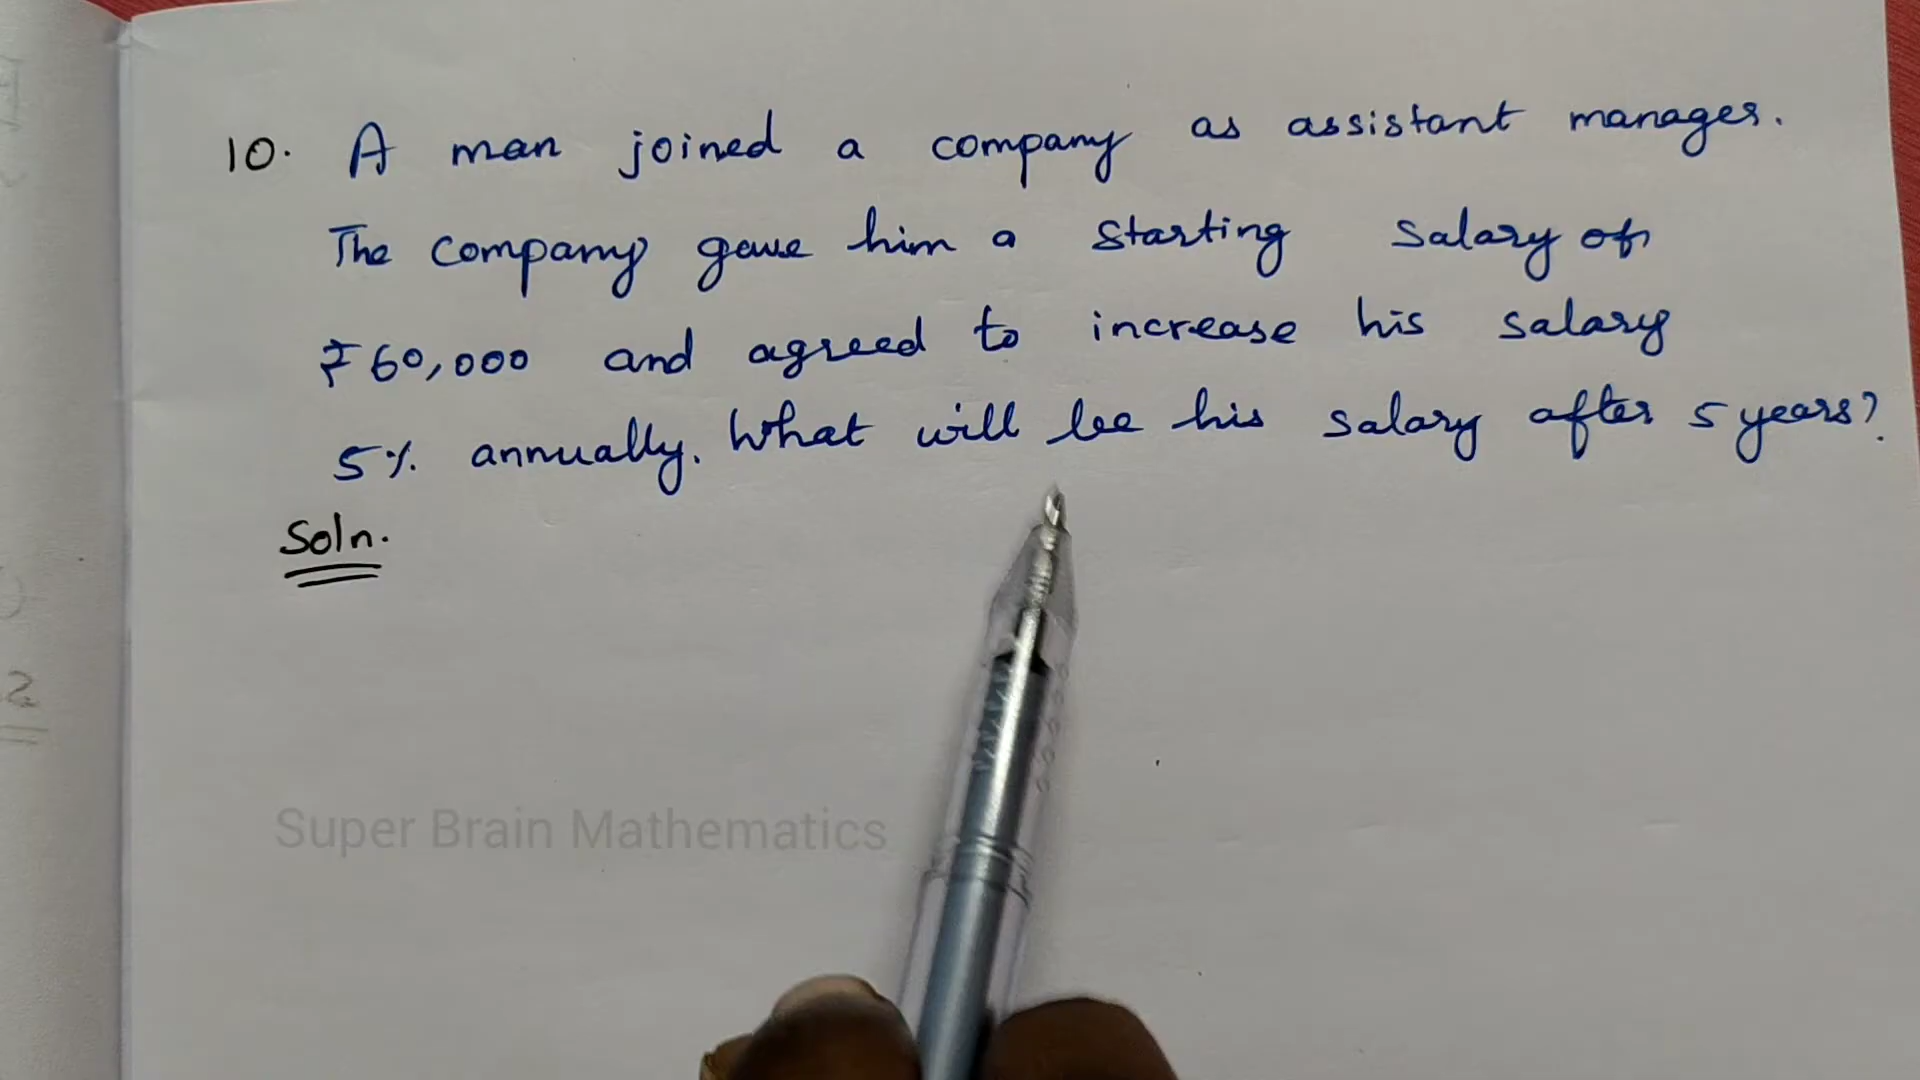 10. A man joined a company as assistant manager.
The company gave him a starting salary of
₹ 60,000 and agreed to increase his salary
5% annually. What will be his salary after 5 years?
Soln.
2
Super Brain Mathematics